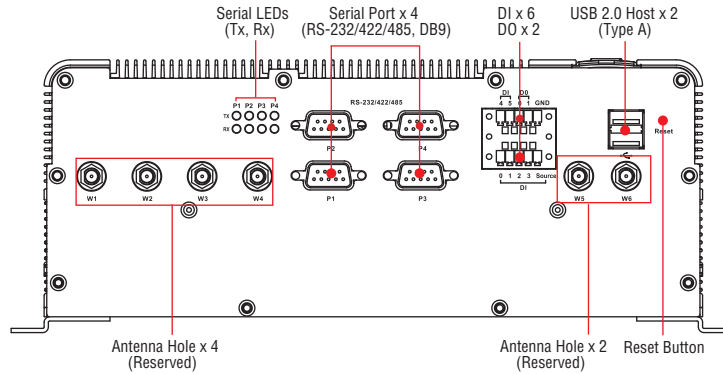 Serial LEDs
(Tx, Rx)
Serial Port x 4
(RS-232/422/485, DB9)
DI x 6
DO x 2
USB 2.0 Host x 2
(Type A)
P1 P2 P3 P4
TX
RX
RS-232/422/485
P2
P4
DI DO
4 5 0 1 GND
Reset
P1
P3
0 1 2 3 Source
DI
W1
W2
W3
W4
W5
W6
Antenna Hole x 4
(Reserved)
Antenna Hole x 2
(Reserved)
Reset Button